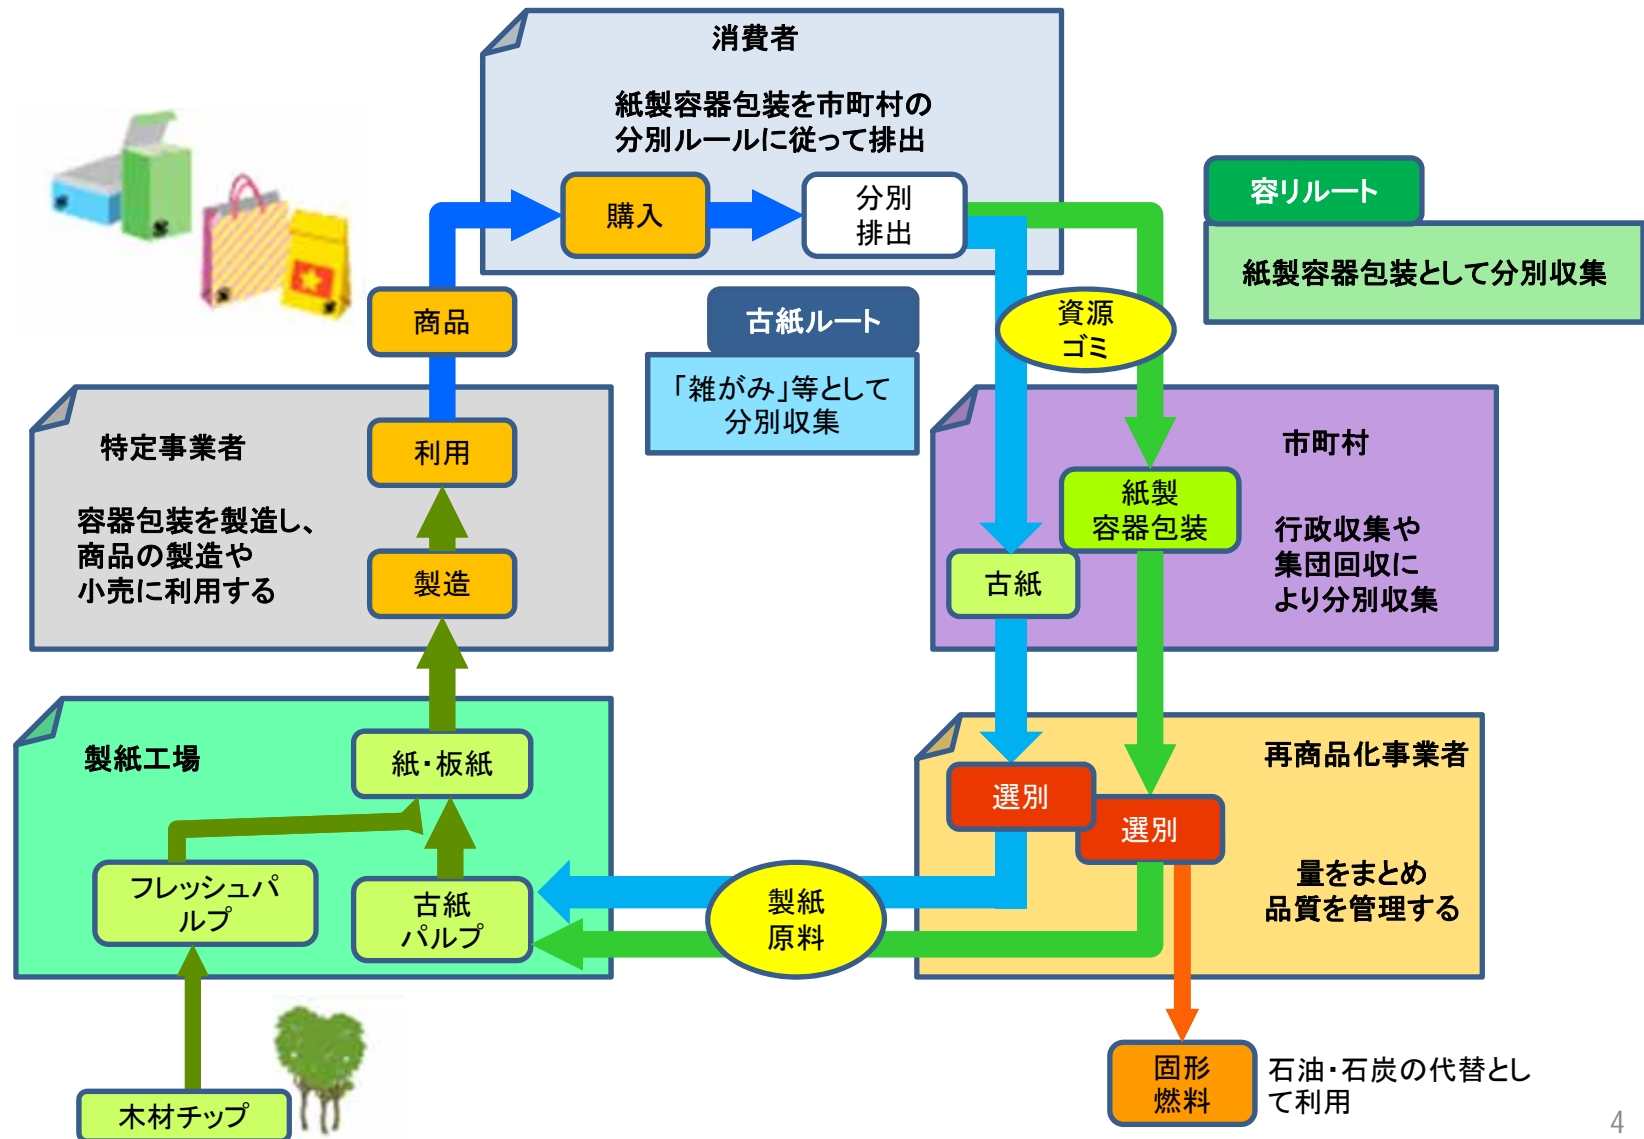 消費者
紙製容器包装を市町村の
分別ルールに従って排出
購入
分別
排出
容リルート
紙製容器包装として分別収集
商品
古紙ルート
「雑がみ」等として
分別収集
資源
ゴミ
特定事業者
容器包装を製造し、
商品の製造や
小売に利用する
利用
製造
市町村
行政収集や
集団回収に
より分別収集
紙製
容器包装
古紙
製紙工場
紙・板紙
フレッシュパ
ルプ
古紙
パルプ
木材チップ
製紙
原料
再商品化事業者
選別
選別
量をまとめ
品質を管理する
固形
燃料
石油・石炭の代替とし
て利用
4